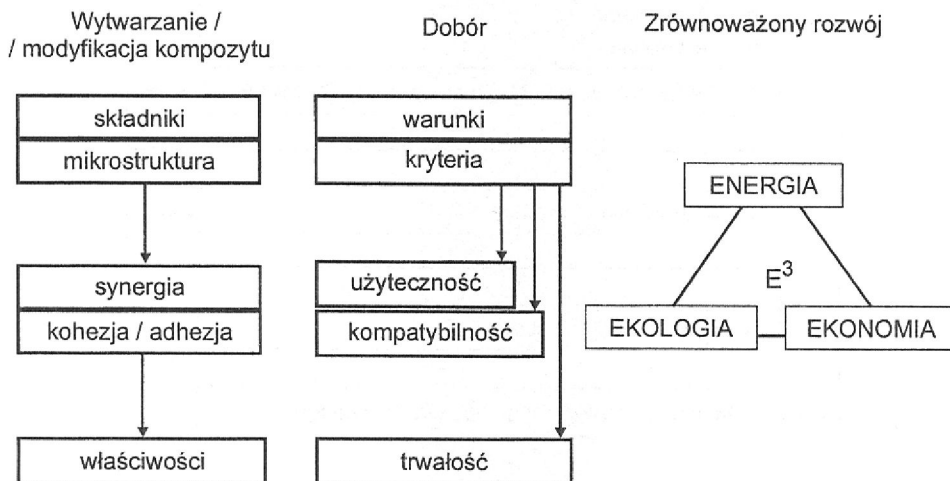 Wytwarzanie /
/ modyfikacja kompozytu
składniki
mikrostruktura
synergia
kohezja / adhezja
właściwości
Dobór
warunki
kryteria
użyteczność
kompatybilność
trwałość
Zrównoważony rozwój
ENERGIA
E³
EKOLOGIA
EKONOMIA